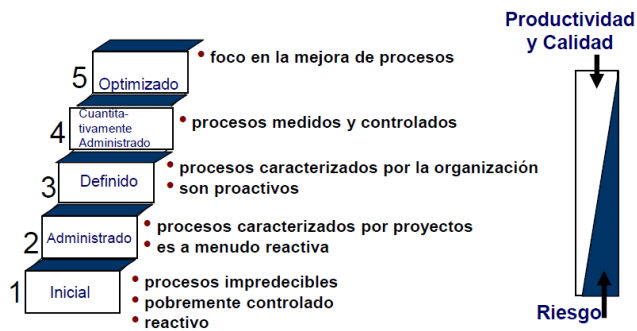 Productividad
y Calidad
5
Optimizado
• foco en la mejora de procesos
4
Cuantita-
tivamente
Administrado
• procesos medidos y controlados
3
Definido
• procesos caracterizados por la organización
• son proactivos
2
Administrado
• procesos caracterizados por proyectos
• es a menudo reactiva
1
Inicial
• procesos impredecibles
• pobremente controlado
• reactivo
Riesgo